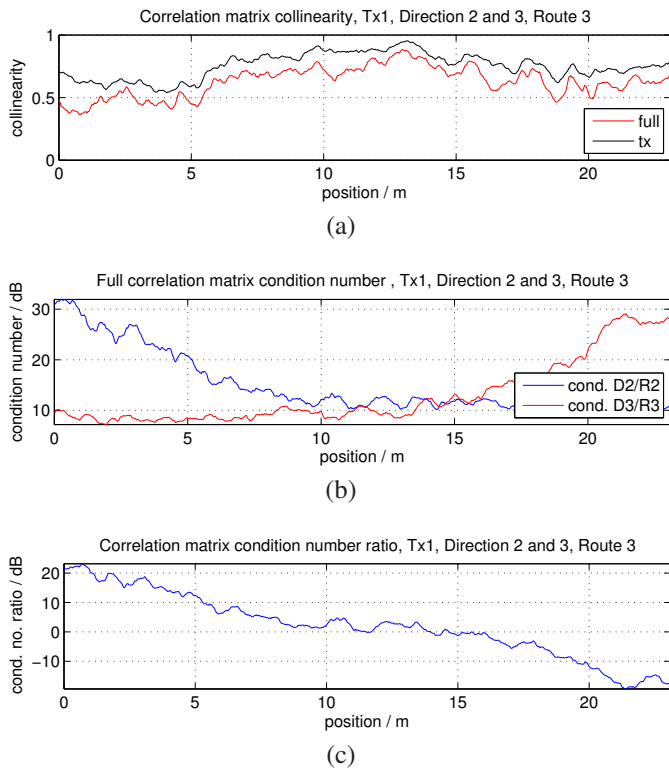 Correlation matrix collinearity, Tx1, Direction 2 and 3, Route 3
collinearity
1
0.5
0
0 5 10 15 20
full
tx
position / m
(a)
Full correlation matrix condition number , Tx1, Direction 2 and 3, Route 3
condition number / dB
30
20
10
0 5 10 15 20
cond. D2/R2
cond. D3/R3
position / m
(b)
Correlation matrix condition number ratio, Tx1, Direction 2 and 3, Route 3
cond. no. ratio / dB
20
10
0
−10
0 5 10 15 20
position / m
(c)